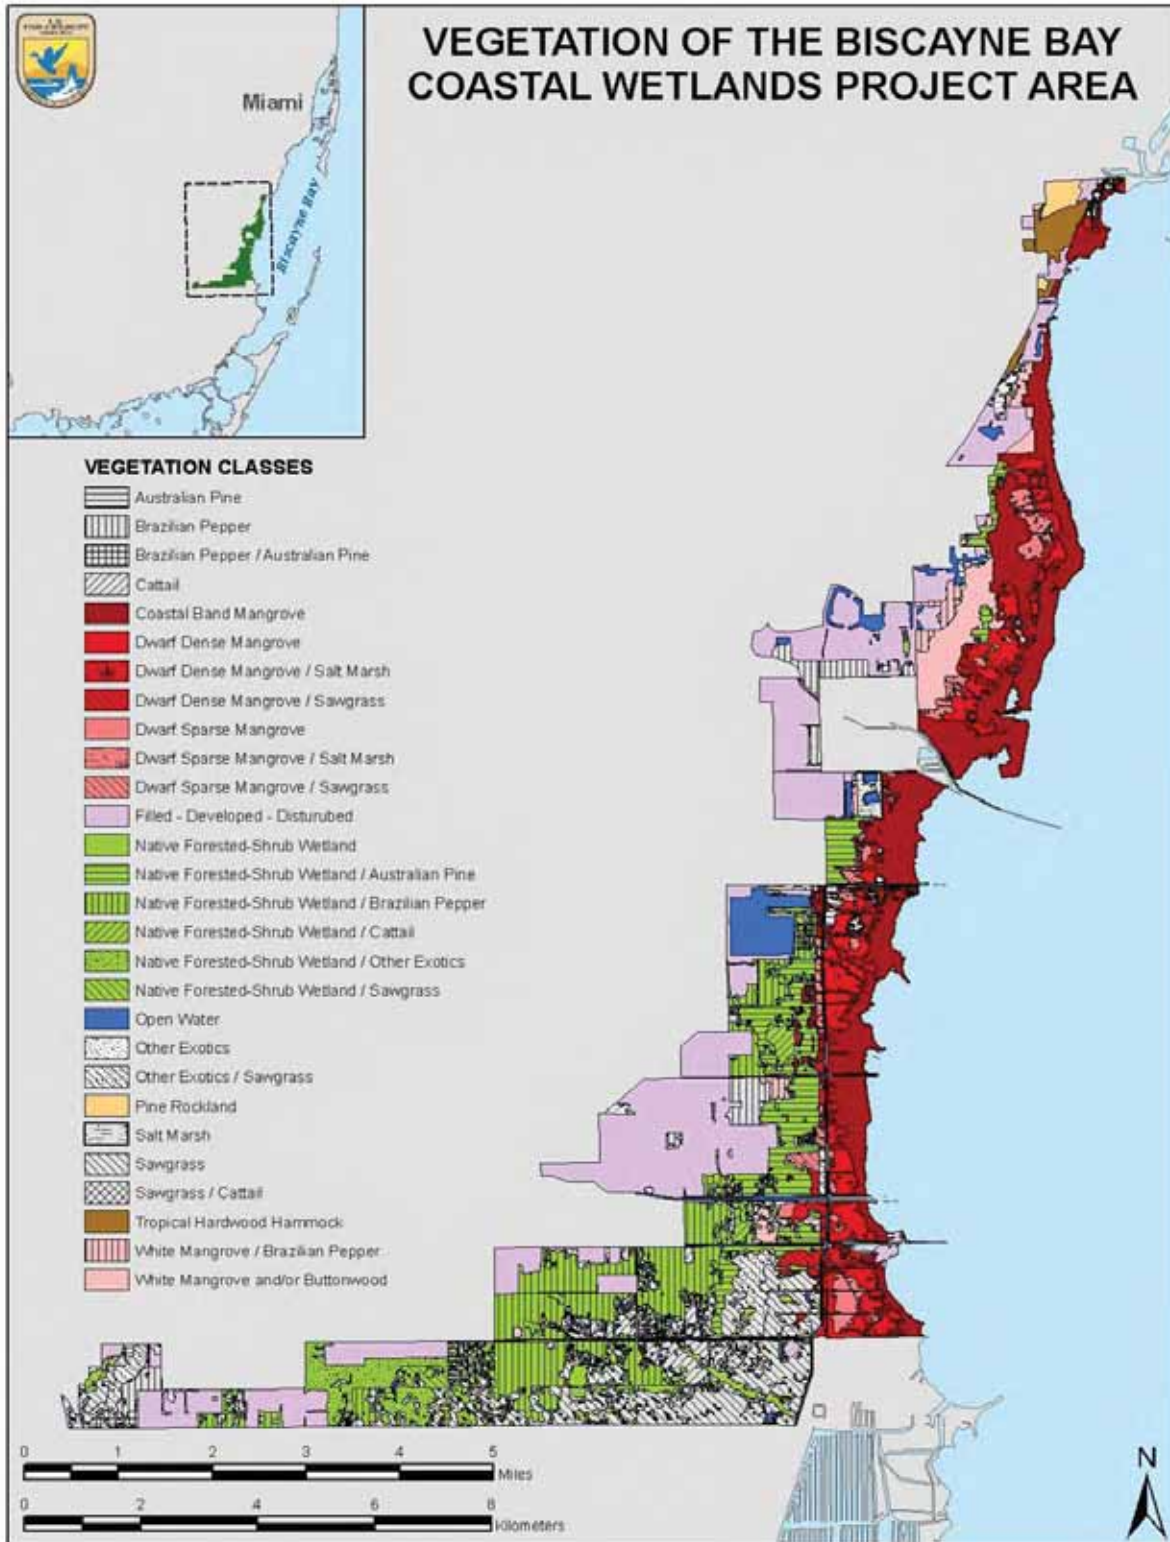 VEGETATION OF THE BISCAYNE BAY
COASTAL WETLANDS PROJECT AREA
Miami
Biscayne Bay
VEGETATION CLASSES
Australian Pine
Brazilian Pepper
Brazilian Pepper / Australian Pine
Cattail
Coastal Band Mangrove
Dwarf Dense Mangrove
Dwarf Dense Mangrove / Salt Marsh
Dwarf Dense Mangrove / Sawgrass
Dwarf Sparse Mangrove
Dwarf Sparse Mangrove / Salt Marsh
Dwarf Sparse Mangrove / Sawgrass
Filled - Developed - Disturubed
Native Forested-Shrub Wetland
Native Forested-Shrub Wetland / Australian Pine
Native Forested-Shrub Wetland / Brazilian Pepper
Native Forested-Shrub Wetland / Cattail
Native Forested-Shrub Wetland / Other Exotics
Native Forested-Shrub Wetland / Sawgrass
Open Water
Other Exotics
Other Exotics / Sawgrass
Pine Rockland
Salt Marsh
Sawgrass
Sawgrass / Cattail
Tropical Hardwood Hammock
White Mangrove / Brazilian Pepper
White Mangrove and/or Buttonwood
0 1 2 3 4 5
Miles
0 2 4 6 8
Kilometers
N